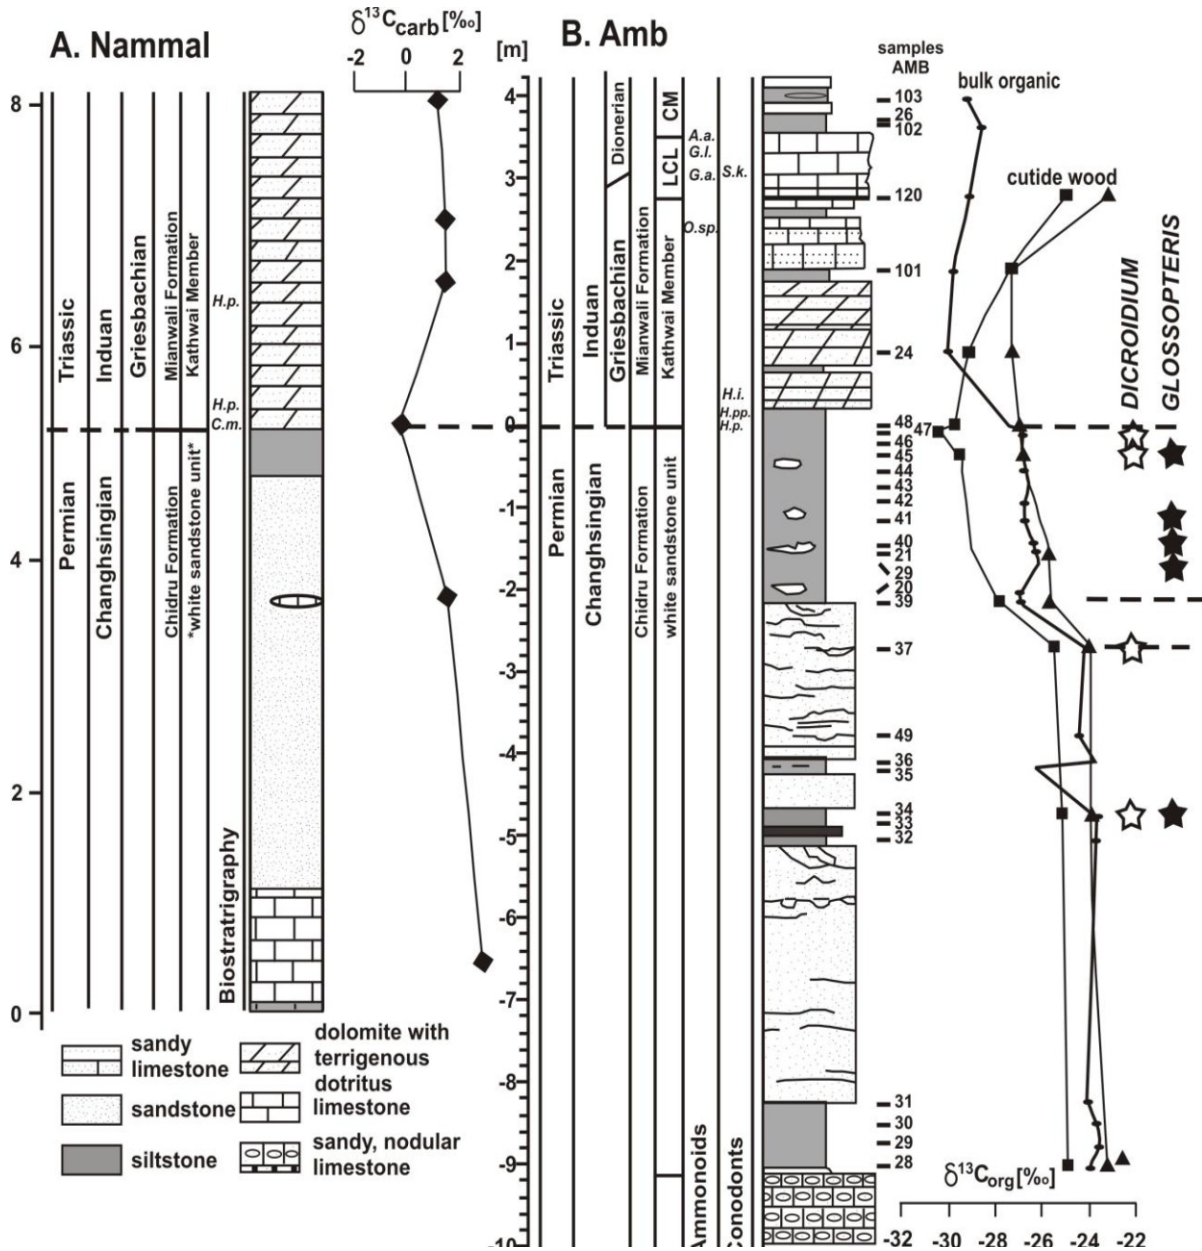 A. Nammal
δ13Ccarb[‰]
-2 0 2
[m]
B. Amb
samples
AMB
bulk organic
cutide wood
8
6
4
2
0
Triassic
Induan
Griesbachian
Mianwali Formation
Kathwai Member
Permian
Changhsingian
Chidru Formation
*white sandstone unit*
Biostratrigraphy
H.p.
H.p.
C.m.
4
3
2
1
0
-1
-2
-3
-4
-5
-6
-7
-8
-9
-10
Triassic
Induan
Griesbachian
Dionerian
Mianwali Formation
Kathwai Member
LCL
CM
Permian
Changhsingian
Chidru Formation
white sandstone unit
Ammonoids
Conodonts
A.a.
G.l.
G.a.
S.k.
O.sp.
H.i.
H.pp.
H.p.
103
26
102
120
101
24
48
47
46
45
44
43
42
41
40
21
29
20
39
37
49
36
35
34
33
32
31
30
29
28
DICROIDIUM
GLOSSOPTERIS
δ13Corg[‰]
-32 -30 -28 -26 -24 -22
sandy
limestone
sandstone
siltstone
dolomite with
terrigenous
dotritus
limestone
sandy, nodular
limestone